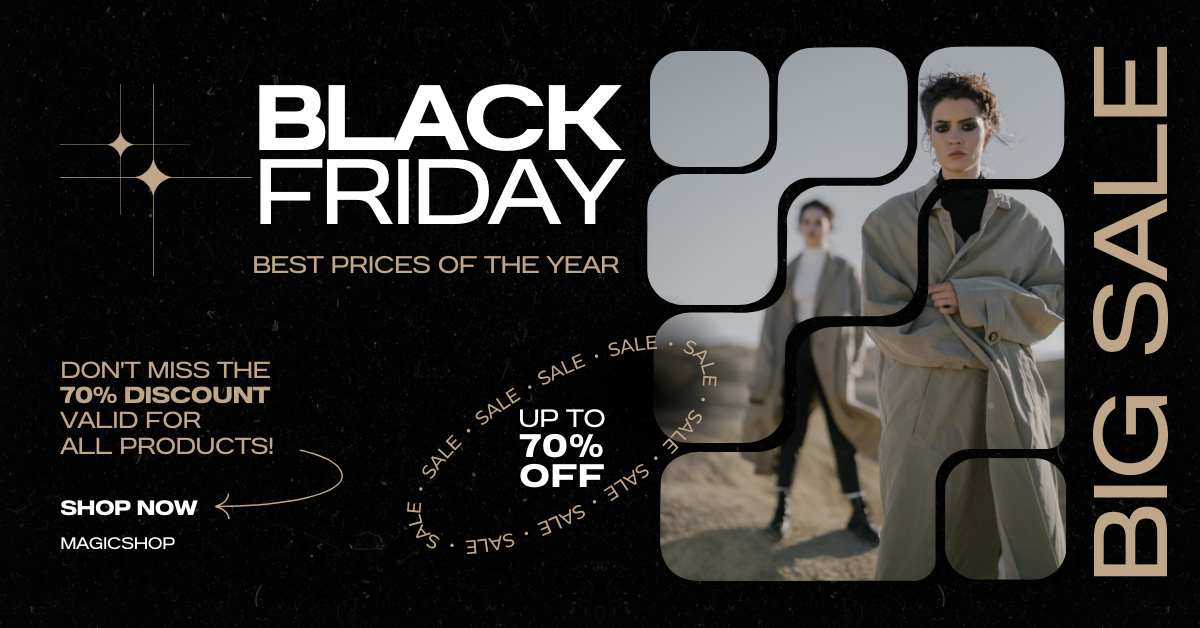 BLACK
FRIDAY
BEST PRICES OF THE YEAR
DON'T MISS THE
70% DISCOUNT
VALID FOR
ALL PRODUCTS!
SHOP NOW
MAGICSHOP
UP TO
70%
OFF
SALE • SALE • SALE • SALE • SALE • SALE • SALE • SALE • SALE • SALE •
BIG SALE